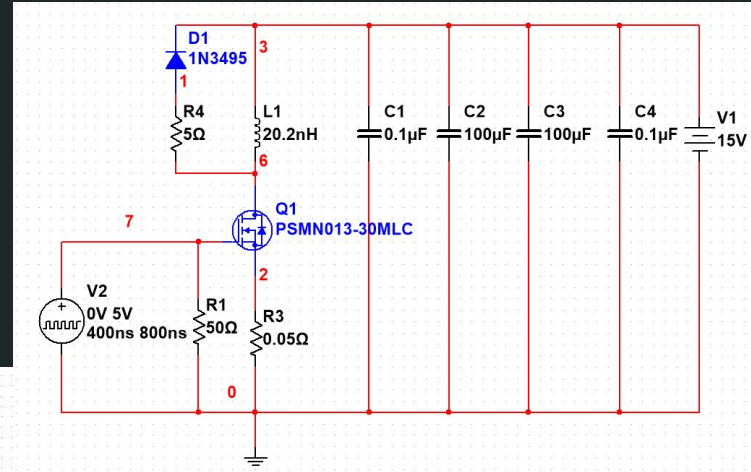 D1
1N3495
3
1
R4
5Ω
L1
20.2nH
6
C1
0.1µF
C2
100µF
C3
100µF
C4
0.1µF
V1
15V
Q1
PSMN013-30MLC
7
2
V2
0V 5V
400ns 800ns
R1
50Ω
R3
0.05Ω
0